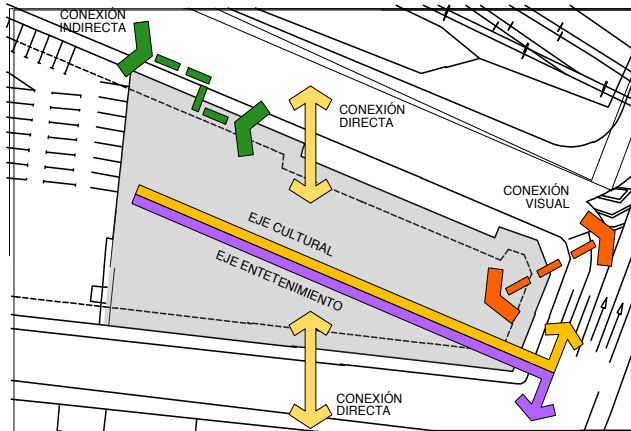 CONEXIÓN
INDIRECTA
CONEXIÓN
DIRECTA
CONEXIÓN
VISUAL
EJE CULTURAL
EJE ENTETENIMIENTO
CONEXIÓN
DIRECTA